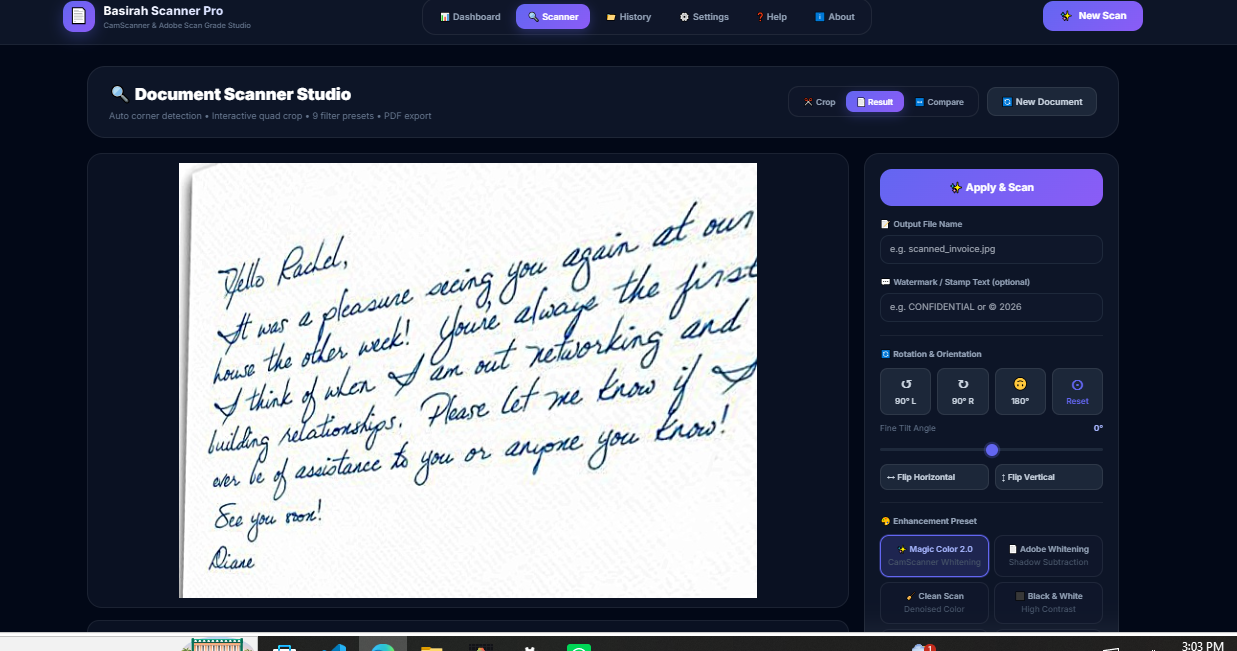 Basirah Scanner Pro
CamScanner & Adobe Scan Grade Studio
Dashboard
Scanner
History
Settings
Help
About
New Scan
Document Scanner Studio
Auto corner detection • Interactive quad crop • 9 filter presets • PDF export
Crop
Result
Compare
New Document
Hello Rachel,
It was a pleasure seeing you again at our
house the other week! You're always the first
I think of when I am out networking and
building relationships. Please let me know if I
ever be of assistance to you or anyone you know!
See you soon!
Diane
Apply & Scan
Output File Name
e.g. scanned_invoice.jpg
Watermark / Stamp Text (optional)
e.g. CONFIDENTIAL or © 2026
Rotation & Orientation
90° L
90° R
180°
Reset
Fine Tilt Angle 0°
Flip Horizontal
Flip Vertical
Enhancement Preset
Magic Color 2.0
CamScanner Whitening
Adobe Whitening
Shadow Subtraction
Clean Scan
Denoised Color
Black & White
High Contrast
1
3:03 PM